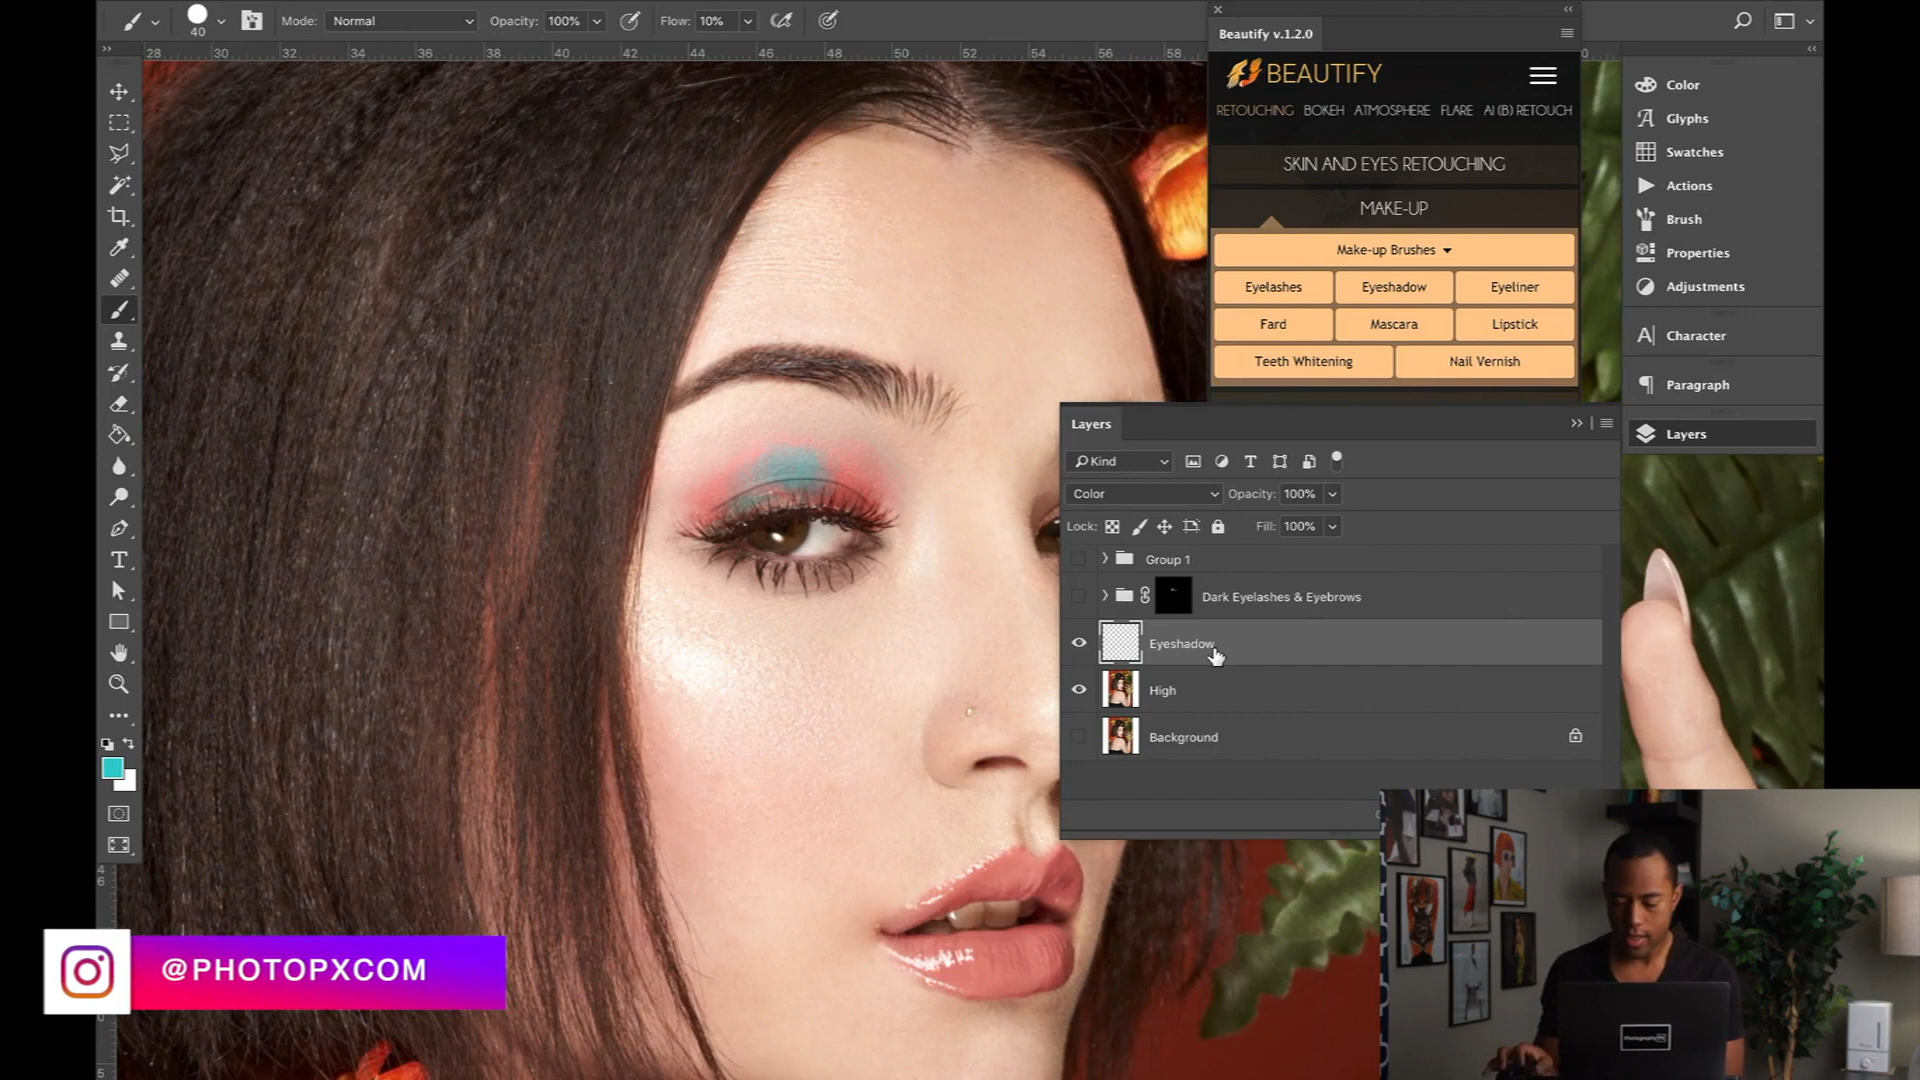 40
Mode: Normal
Opacity: 100%
Flow: 10%
28 30 32 34 36 38 40 42 44 46 48 50 52 54 56 58
Beautify v.1.2.0
BEAUTIFY
RETOUCHING BOKEH ATMOSPHERE FLARE AI (B) RETOUCH
SKIN AND EYES RETOUCHING
MAKE-UP
Make-up Brushes
Eyelashes Eyeshadow Eyeliner
Fard Mascara Lipstick
Teeth Whitening Nail Vernish
Color
Glyphs
Swatches
Actions
Brush
Properties
Adjustments
Character
Paragraph
Layers
Layers
Kind
Color Opacity: 100%
Lock: Fill: 100%
Group 1
Dark Eyelashes & Eyebrows
Eyeshadow
High
Background
@PHOTOPXCOM